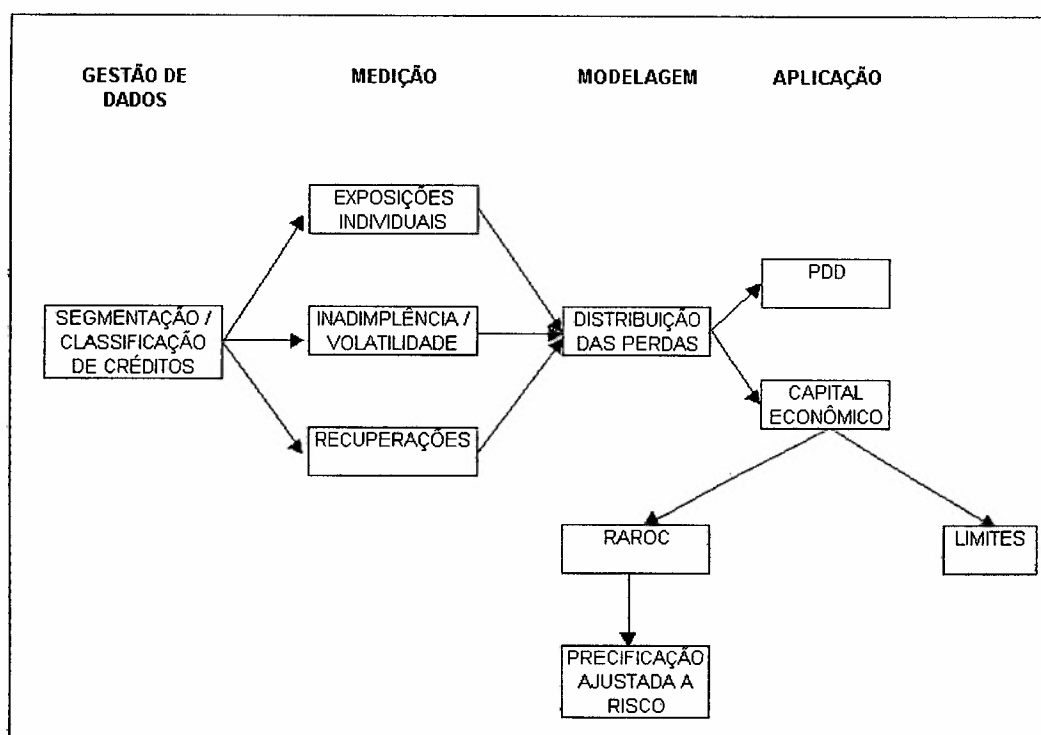 GESTÃO DE
DADOS
MEDIÇÃO
MODELAGEM
APLICAÇÃO
EXPOSIÇÕES
INDIVIDUAIS
SEGMENTAÇÃO /
CLASSIFICAÇÃO
DE CRÉDITOS
INADIMPLÊNCIA /
VOLATILIDADE
RECUPERAÇÕES
DISTRIBUIÇÃO
DAS PERDAS
PDD
CAPITAL
ECONÔMICO
RAROC
LIMITES
PRECIFICAÇÃO
AJUSTADA A
RISCO